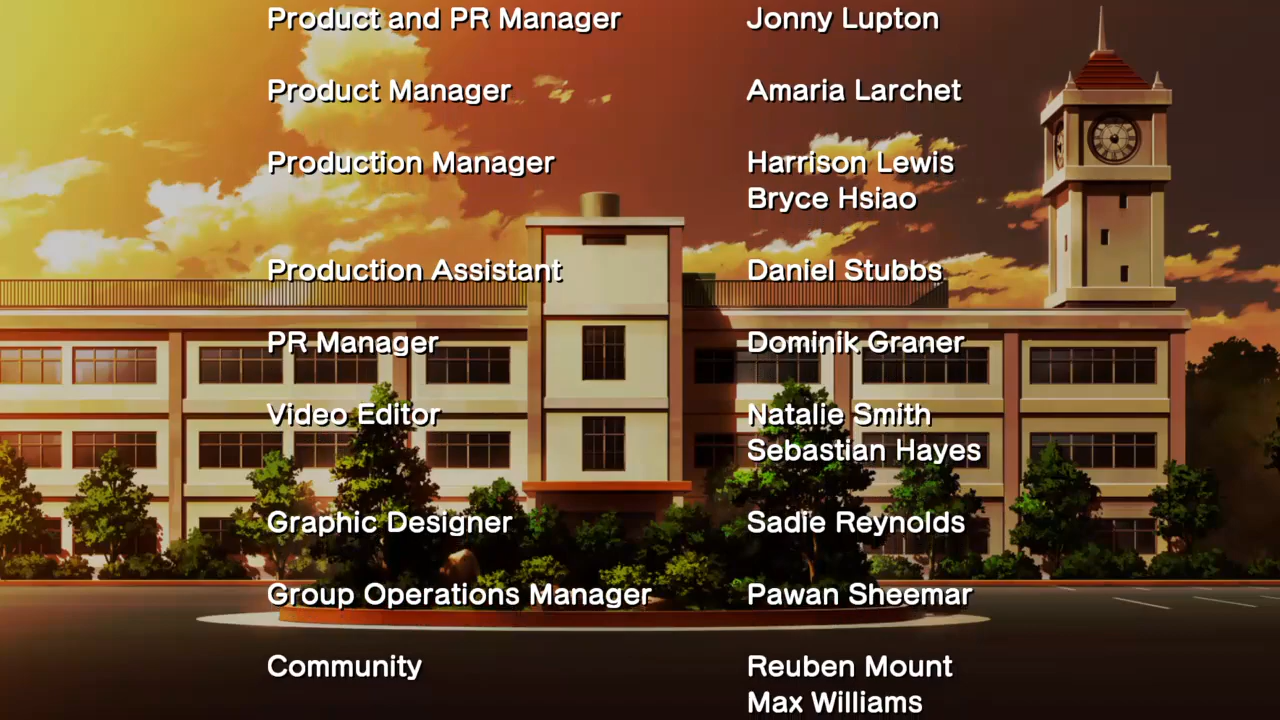 Product and PR Manager Jonny Lupton
Product Manager Amaria Larchet
Production Manager Harrison Lewis
Bryce Hsiao
Production Assistant Daniel Stubbs
PR Manager Dominik Graner
Video Editor Natalie Smith
Sebastian Hayes
Graphic Designer Sadie Reynolds
Group Operations Manager Pawan Sheemar
Community Reuben Mount
Max Williams